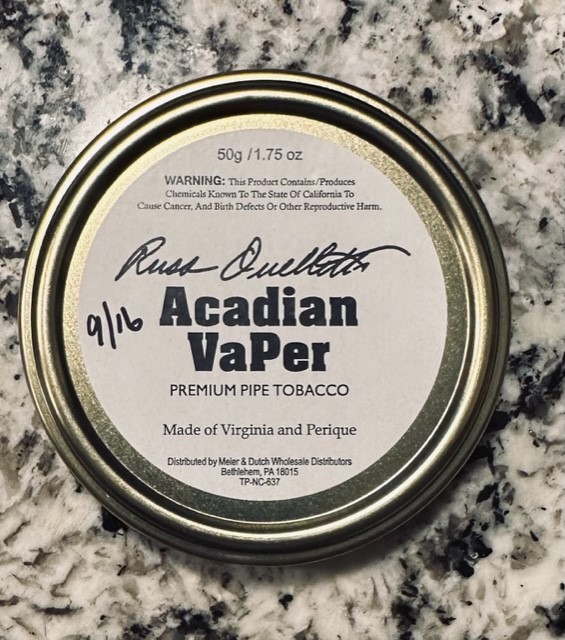 50g /1.75 oz
WARNING: This Product Contains/Produces
Chemicals Known To The State Of California To
Cause Cancer, And Birth Defects Or Other Reproductive Harm.
Russ Ouellette
9/16
Acadian
VaPer
PREMIUM PIPE TOBACCO
Made of Virginia and Perique
Distributed by Meier & Dutch Wholesale Distributors
Bethlehem, PA 18015
TP-NC-637